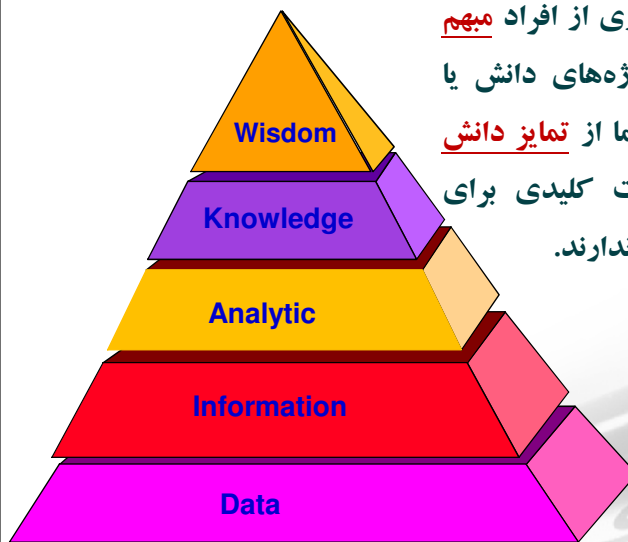 ری از افراد مبهم
ژه‌های دانش یا
ما از تمایز دانش
ت کلیدی برای
ندارند.
Wisdom
Knowledge
Analytic
Information
Data